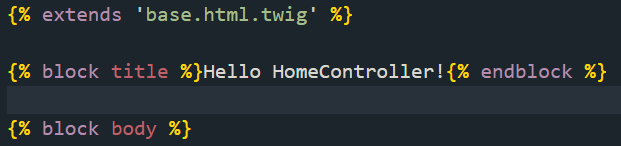 {% extends 'base.html.twig' %}
{% block title %}Hello HomeController!{% endblock %}
{% block body %}